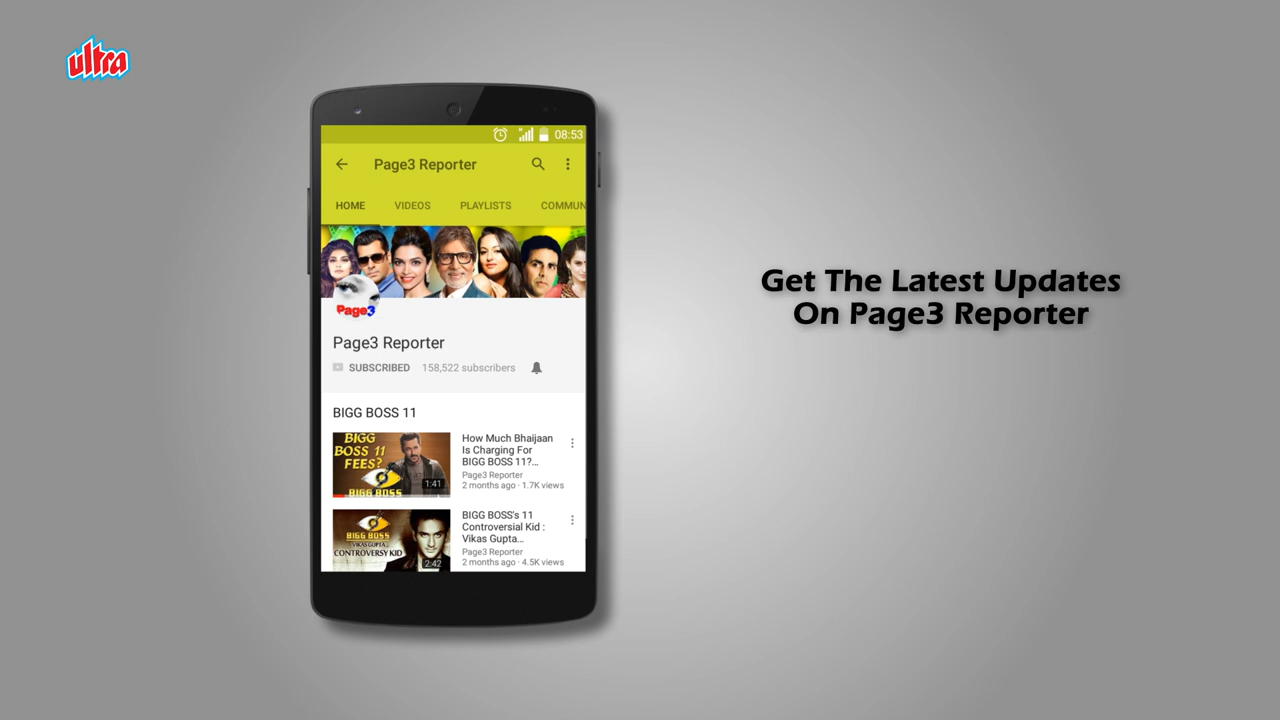 ultra
08:53
Page3 Reporter
HOME VIDEOS PLAYLISTS COMMUN
Page3
Page3 Reporter
SUBSCRIBED 158,522 subscribers
BIGG BOSS 11
BIGG
BOSS 11
FEES?
BIGG BOSS
1:41
How Much Bhaijaan
Is Charging For
BIGG BOSS 11?...
Page3 Reporter
2 months ago · 1.7K views
BIGG BOSS
VIKAS GUPTA...
CONTROVERSY KID
2:42
BIGG BOSS's 11
Controversial Kid :
Vikas Gupta...
Page3 Reporter
2 months ago · 4.5K views
Get The Latest Updates
On Page3 Reporter